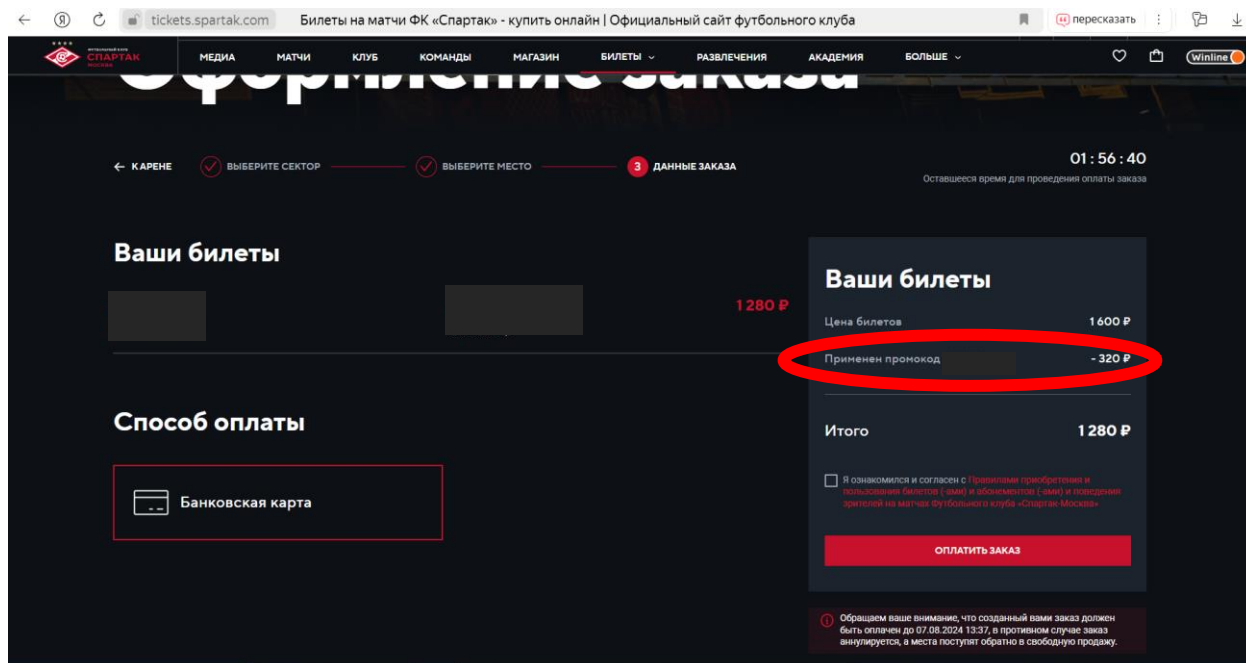 tickets.spartak.com Билеты на матчи ФК «Спартак» - купить онлайн | Официальный сайт футбольного клуба пересказать
ФУТБОЛЬНЫЙ КЛУБ
СПАРТАК
МОСКВА
МЕДИА МАТЧИ КЛУБ КОМАНДЫ МАГАЗИН БИЛЕТЫ РАЗВЛЕЧЕНИЯ АКАДЕМИЯ БОЛЬШЕ Winline
Оформление заказа
← К АРЕНЕ ВЫБЕРИТЕ СЕКТОР ВЫБЕРИТЕ МЕСТО 3 ДАННЫЕ ЗАКАЗА
01 : 56 : 40
Оставшееся время для проведения оплаты заказа
Ваши билеты
1 280 ₽
Способ оплаты
Банковская карта
Ваши билеты
Цена билетов 1 600 ₽
Применен промокод - 320 ₽
Итого 1 280 ₽
Я ознакомился и согласен с Правилами приобретения и
пользования билетов (-ами) и абонементов (-ами) и поведения
зрителей на матчах Футбольного клуба «Спартак-Москва»
ОПЛАТИТЬ ЗАКАЗ
Обращаем ваше внимание, что созданный вами заказ должен
быть оплачен до 07.08.2024 13:37, в противном случае заказ
аннулируется, а места поступят обратно в свободную продажу.